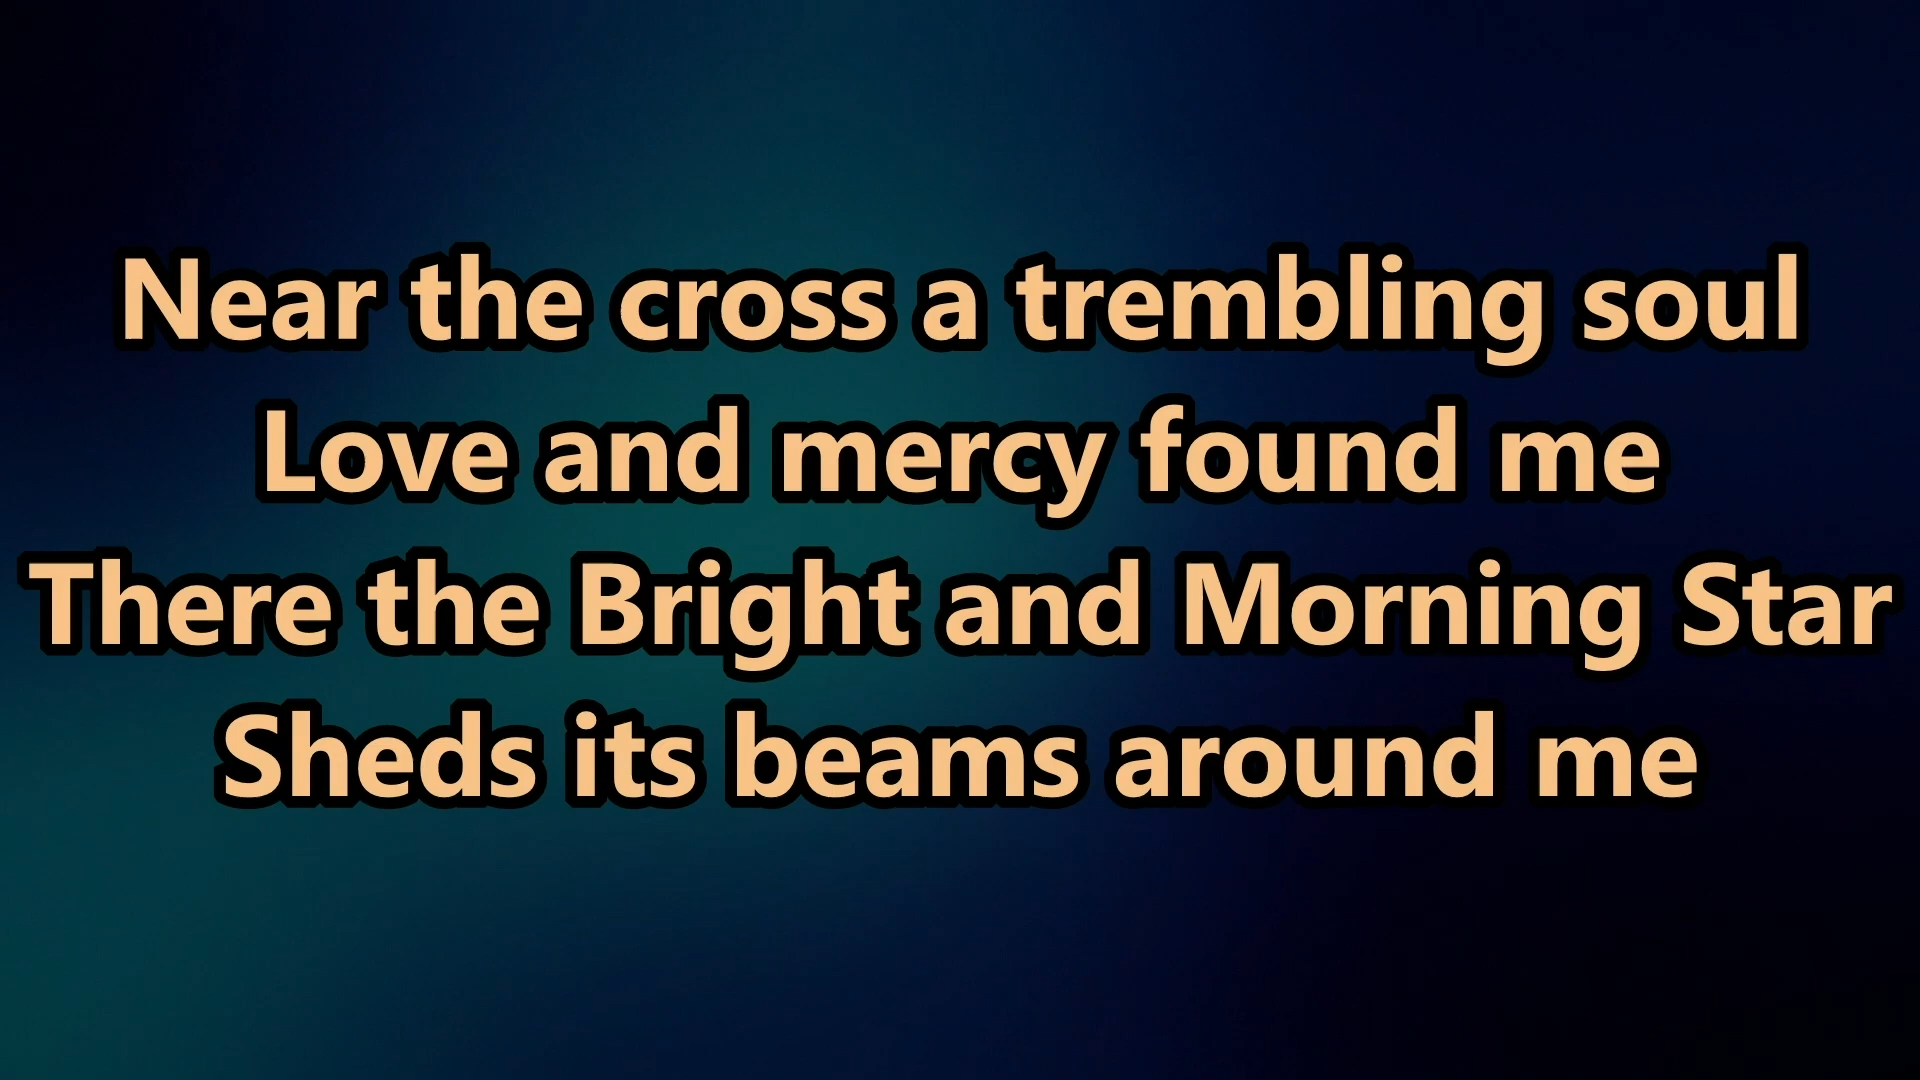 Near the cross a trembling soul
Love and mercy found me
There the Bright and Morning Star
Sheds its beams around me